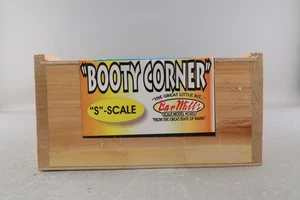 "BOOTY CORNER"
"S"-SCALE
"THE GREAT LITTLE KIT..."
Bar Mills
SCALE MODEL WORKS
"FROM THE GREAT STATE OF MAINE"